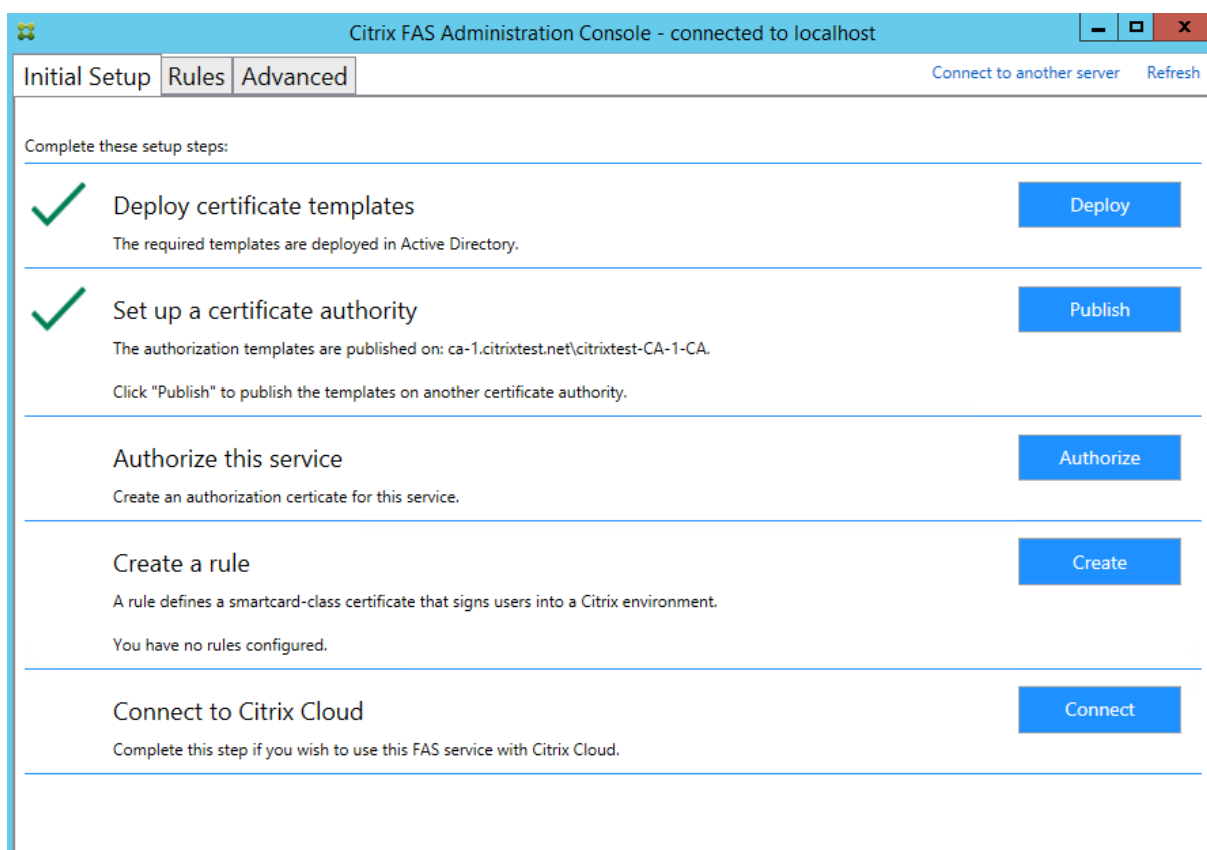 Citrix FAS Administration Console - connected to localhost
Initial Setup Rules Advanced Connect to another server Refresh
Complete these setup steps:
Deploy certificate templates Deploy
The required templates are deployed in Active Directory.
Set up a certificate authority Publish
The authorization templates are published on: ca-1.citrixtest.net\citrixtest-CA-1-CA.
Click "Publish" to publish the templates on another certificate authority.
Authorize this service Authorize
Create an authorization certicate for this service.
Create a rule Create
A rule defines a smartcard-class certificate that signs users into a Citrix environment.
You have no rules configured.
Connect to Citrix Cloud Connect
Complete this step if you wish to use this FAS service with Citrix Cloud.